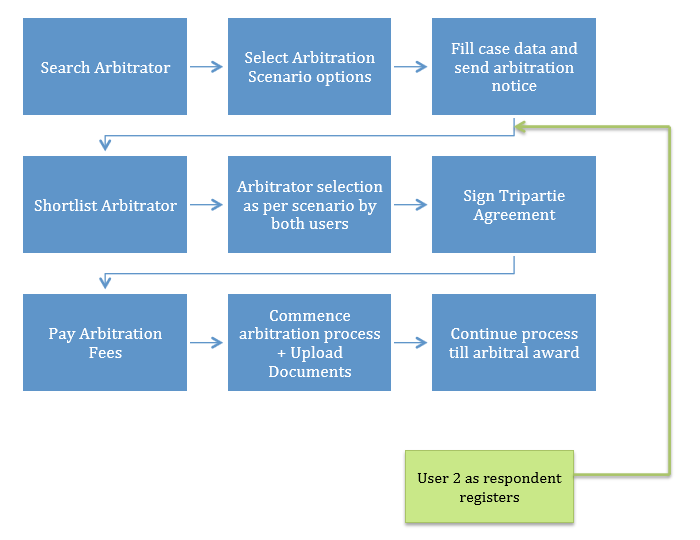 Search Arbitrator
Select Arbitration
Scenario options
Fill case data and
send arbitration
notice
Shortlist Arbitrator
Arbitrator selection
as per scenario by
both users
Sign Tripartie
Agreement
Pay Arbitration
Fees
Commence
arbitration process
+ Upload
Documents
Continue process
till arbitral award
User 2 as respondent
registers